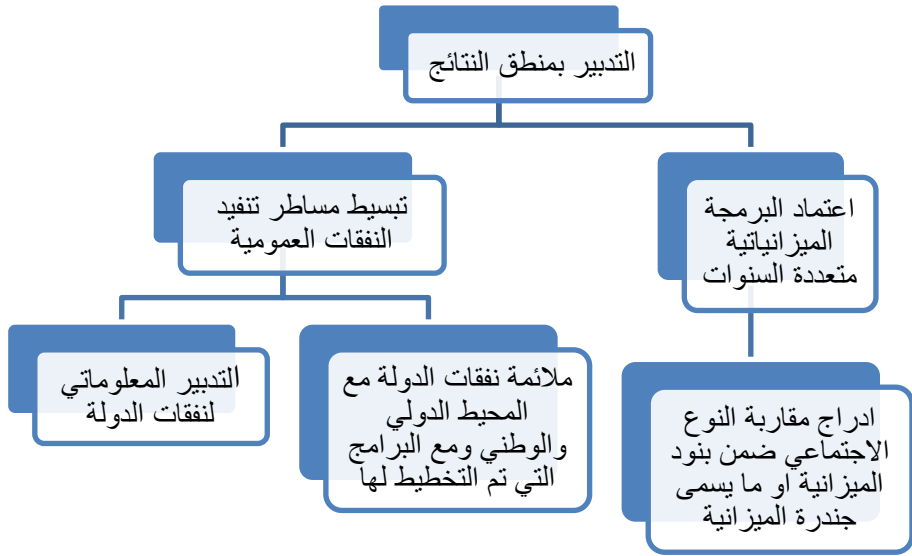 التدبير بمنطق النتائج
اعتماد البرمجة
الميزانياتية
متعددة السنوات
تبسيط مساطر تنفيد
النفقات العمومية
ادراج مقاربة النوع
الاجتماعي ضمن بنود
الميزانية او ما يسمى
جندرة الميزانية
ملائمة نفقات الدولة مع
المحيط الدولي
والوطني ومع البرامج
التي تم التخطيط لها
التدبير المعلوماتي
لنفقات الدولة